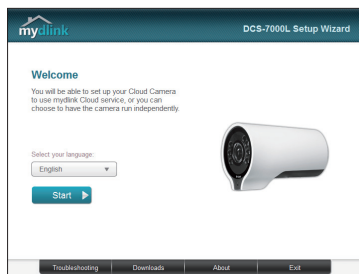 mydlink
DCS-7000L Setup Wizard
Welcome
You will be able to set up your Cloud Camera
to use mydlink Cloud service, or you can
choose to have the camera run independently.
Select your language:
English
Start
Troubleshooting
Downloads
About
Exit